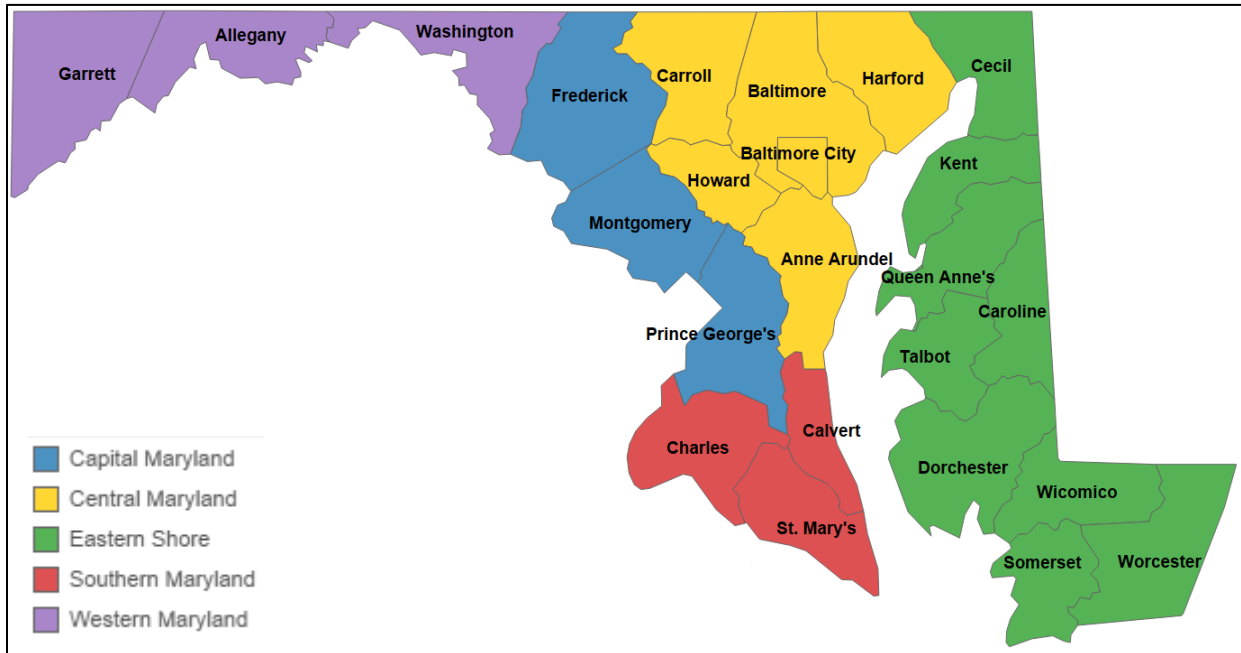 Garrett
Allegany
Washington
Frederick
Carroll
Baltimore
Harford
Cecil
Baltimore City
Howard
Kent
Montgomery
Anne Arundel
Queen Anne's
Caroline
Prince George's
Talbot
Charles
Calvert
Dorchester
Wicomico
St. Mary's
Somerset
Worcester
Capital Maryland
Central Maryland
Eastern Shore
Southern Maryland
Western Maryland